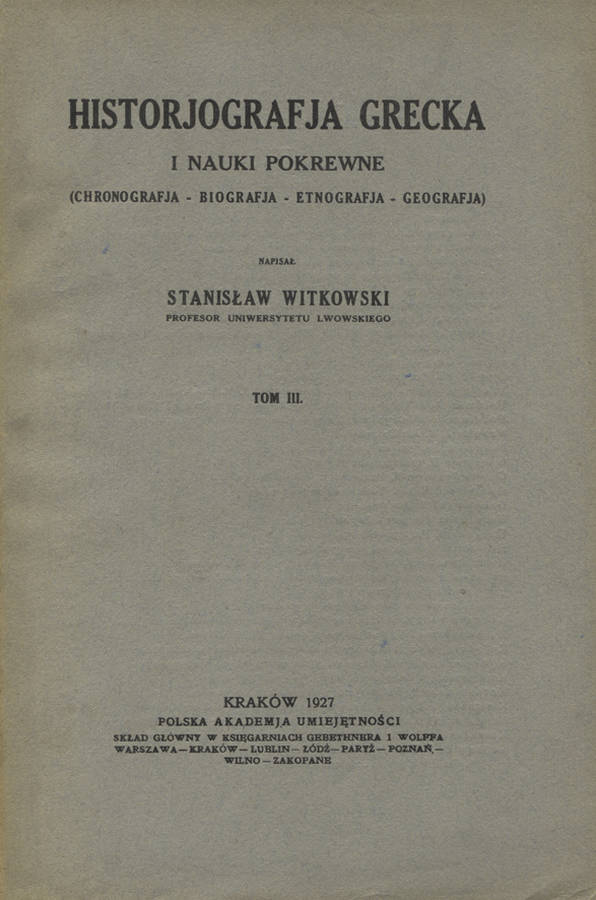 HISTORJOGRAFJA GRECKA
I NAUKI POKREWNE
(CHRONOGRAFJA - BIOGRAFJA - ETNOGRAFJA - GEOGRAFJA)
NAPISAŁ
STANISŁAW WITKOWSKI
PROFESOR UNIWERSYTETU LWOWSKIEGO
TOM III.
KRAKÓW 1927
POLSKA AKADEMJA UMIEJĘTNOŚCI
SKŁAD GŁÓWNY W KSIĘGARNIACH GEBETHNERA I WOLFFA
WARSZAWA—KRAKÓW—LUBLIN—ŁÓDŹ—PARYŻ—POZNAŃ—
WILNO—ZAKOPANE